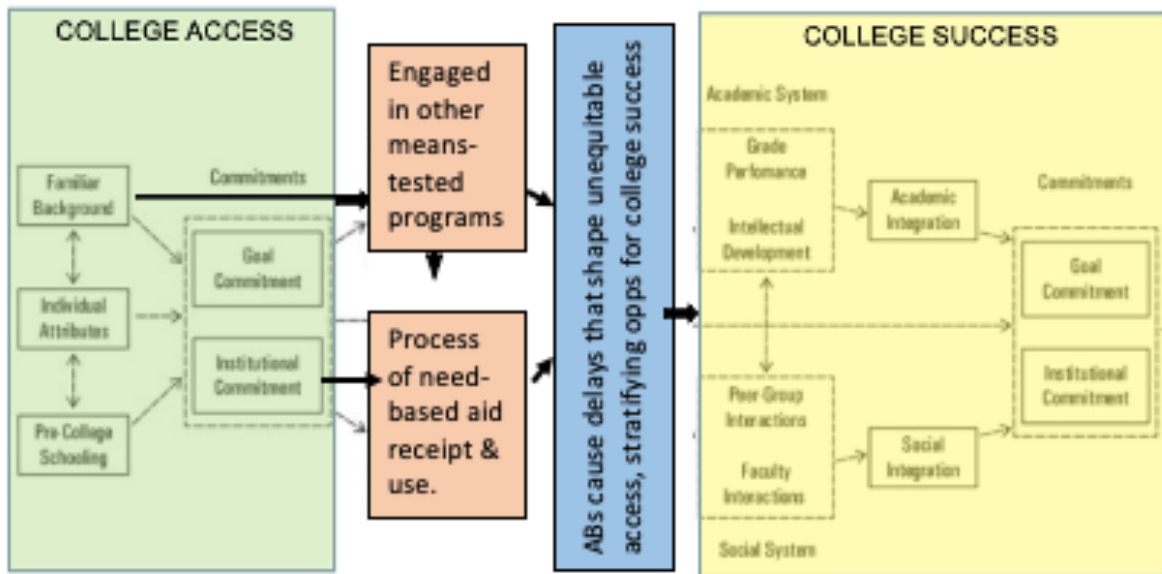 COLLEGE ACCESS
Familiar
Background
Individual
Attributes
Pre-College
Schooling
Commitments
Goal
Commitment
Institutional
Commitment
Engaged
in other
means-
tested
programs
Process
of need-
based aid
receipt &
use.
ABs cause delays that shape unequitable
access, stratifying opps for college success
COLLEGE SUCCESS
Academic System
Grade
Perfomance
Intellectual
Development
Peer-Group
Interactions
Faculty
Interactions
Social System
Academic
Integration
Social
Integration
Commitments
Goal
Commitment
Institutional
Commitment